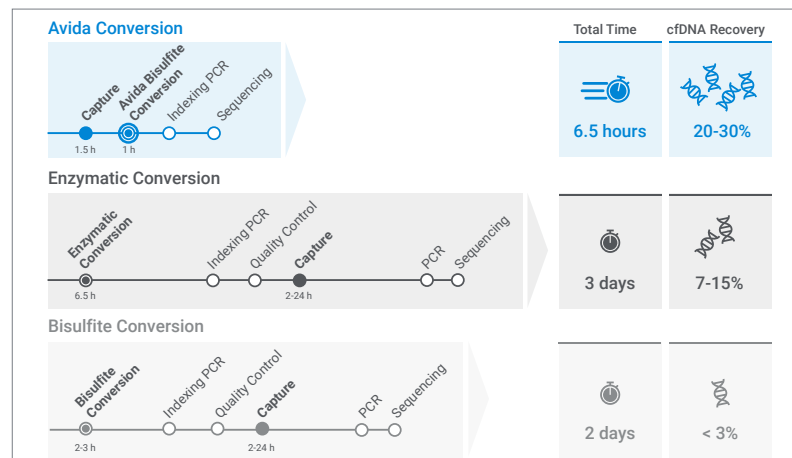 Avida Conversion
Total Time
cfDNA Recovery
Capture
Avida Bisulfite
Conversion
Indexing PCR
Sequencing
1.5 h
1 h
6.5 hours
20-30%
Enzymatic Conversion
Enzymatic
Conversion
Indexing PCR
Quality Control
Capture
PCR
Sequencing
6.5 h
2-24 h
3 days
7-15%
Bisulfite Conversion
Bisulfite
Conversion
Indexing PCR
Quality Control
Capture
PCR
Sequencing
2-3 h
2-24 h
2 days
< 3%